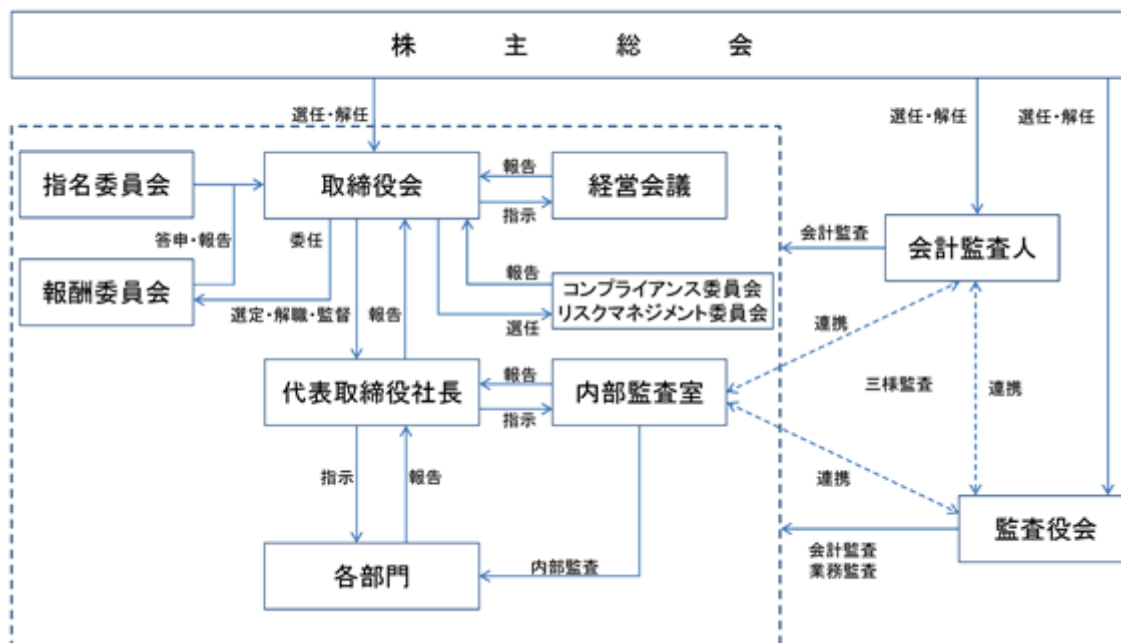 株主総会
選任・解任
選任・解任
選任・解任
指名委員会
取締役会
報告
経営会議
指示
答申・報告
委任
会計監査
会計監査人
報酬委員会
報告
コンプライアンス委員会
リスクマネジメント委員会
選定・解職・監督
報告
選任
連携
代表取締役社長
報告
内部監査室
指示
三様監査
連携
指示
報告
連携
監査役会
各部門
内部監査
会計監査
業務監査